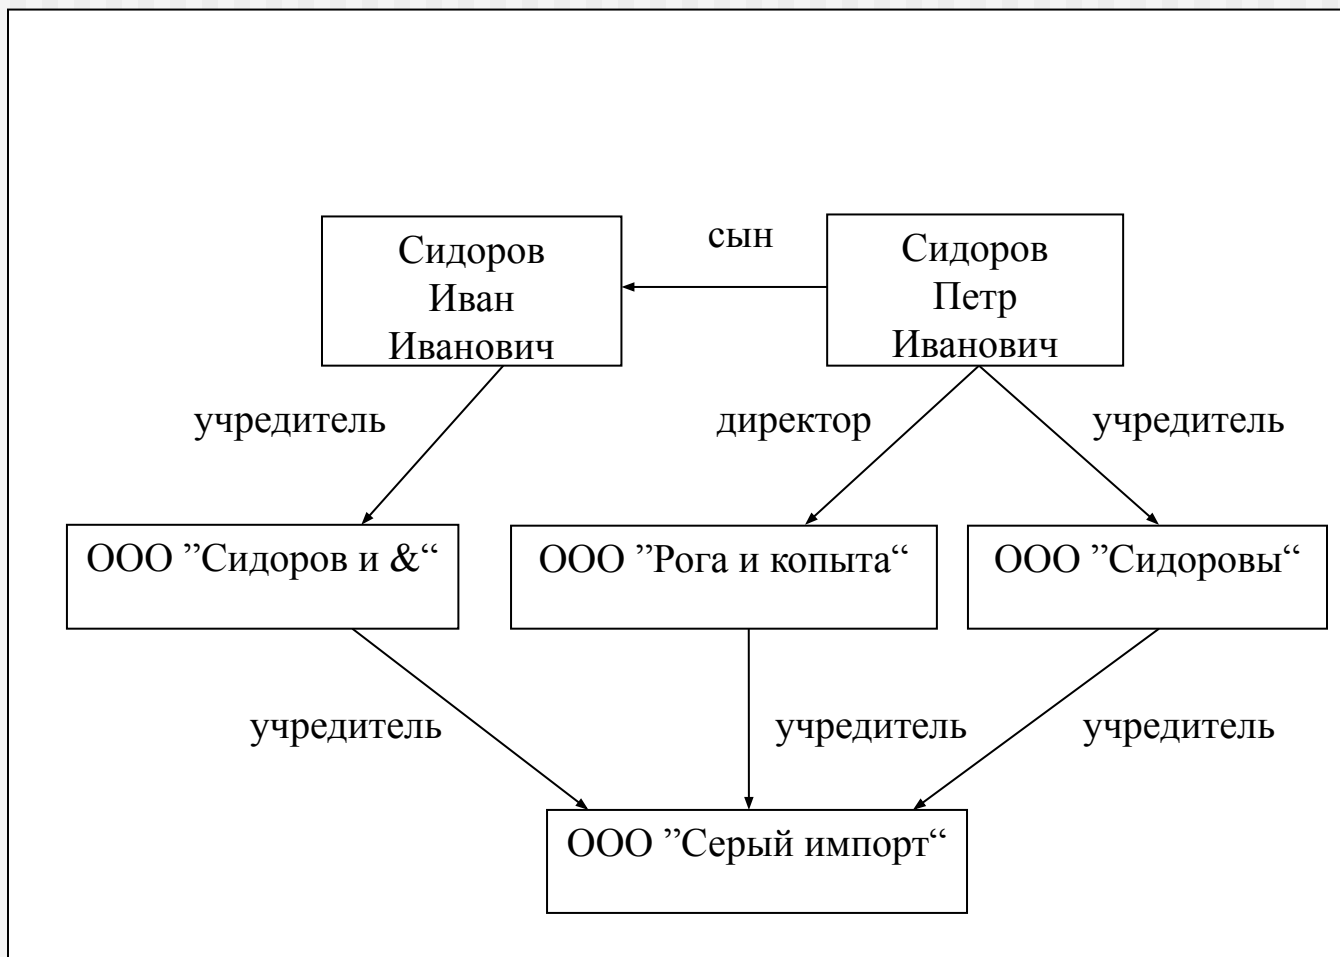 сын
Сидоров
Иван
Иванович
Сидоров
Петр
Иванович
учредитель
директор
учредитель
ООО ”Сидоров и &“
ООО ”Рога и копыта“
ООО ”Сидоровы“
учредитель
учредитель
учредитель
ООО ”Серый импорт“